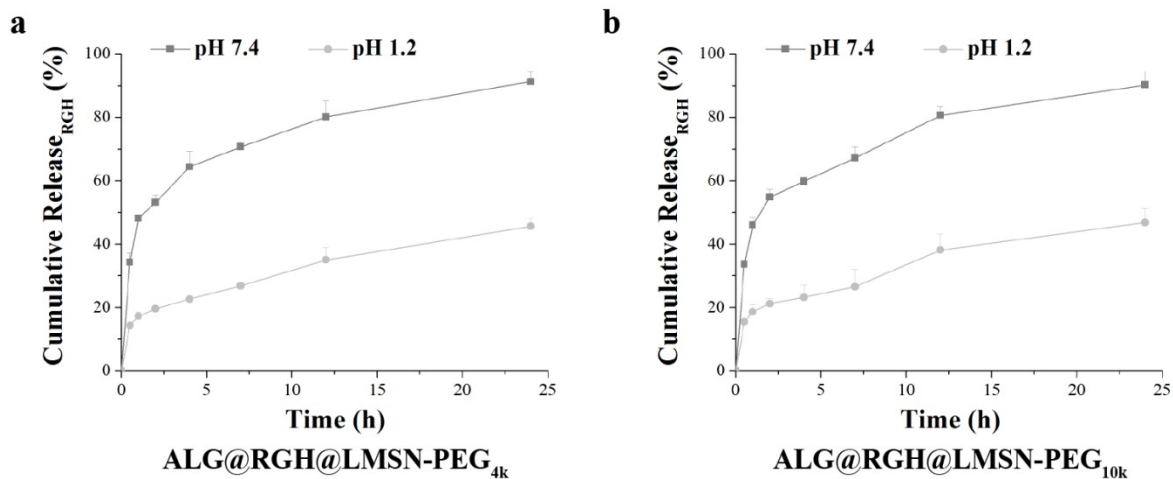 a
pH 7.4 pH 1.2
Cumulative Release RGH (%)
100
80
60
40
20
0
0 5 10 15 20 25
Time (h)
ALG@RGH@LMSN-PEG4k
b
pH 7.4 pH 1.2
Cumulative Release RGH (%)
100
80
60
40
20
0
0 5 10 15 20 25
Time (h)
ALG@RGH@LMSN-PEG10k